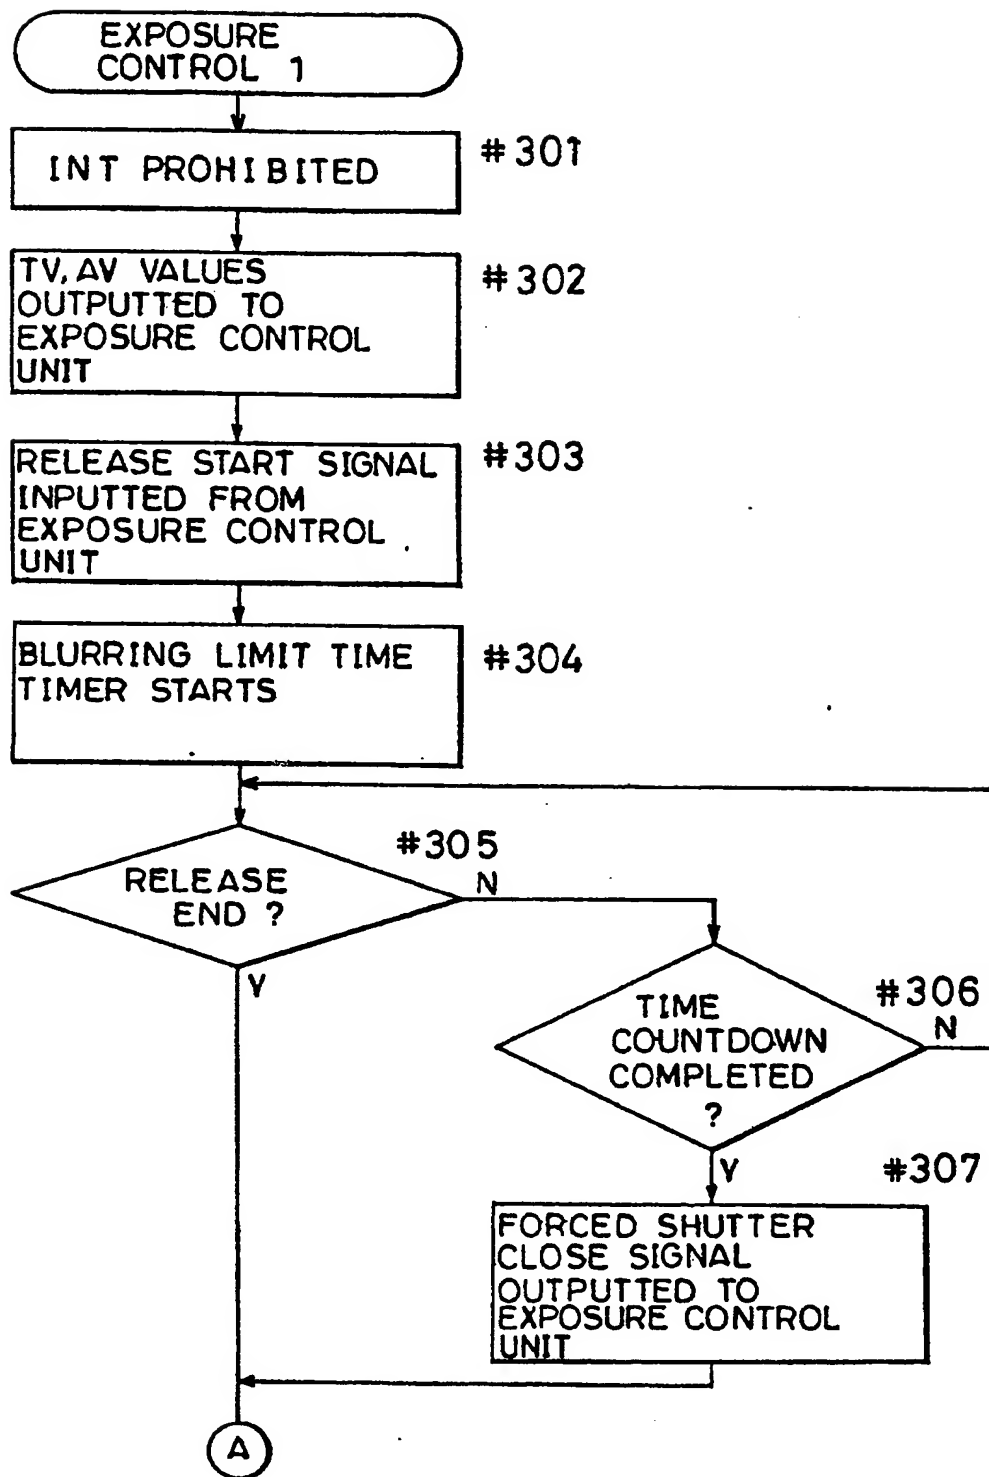 EXPOSURE
CONTROL 1
INT PROHIBITED
#301
TV, AV VALUES
OUTPUTTED TO
EXPOSURE CONTROL
UNIT
#302
RELEASE START SIGNAL
INPUTTED FROM
EXPOSURE CONTROL
UNIT
#303
BLURRING LIMIT TIME
TIMER STARTS
#304
#305
RELEASE
END ?
N
Y
#306
TIME
COUNTDOWN
COMPLETED
?
N
Y
#307
FORCED SHUTTER
CLOSE SIGNAL
OUTPUTTED TO
EXPOSURE CONTROL
UNIT
A